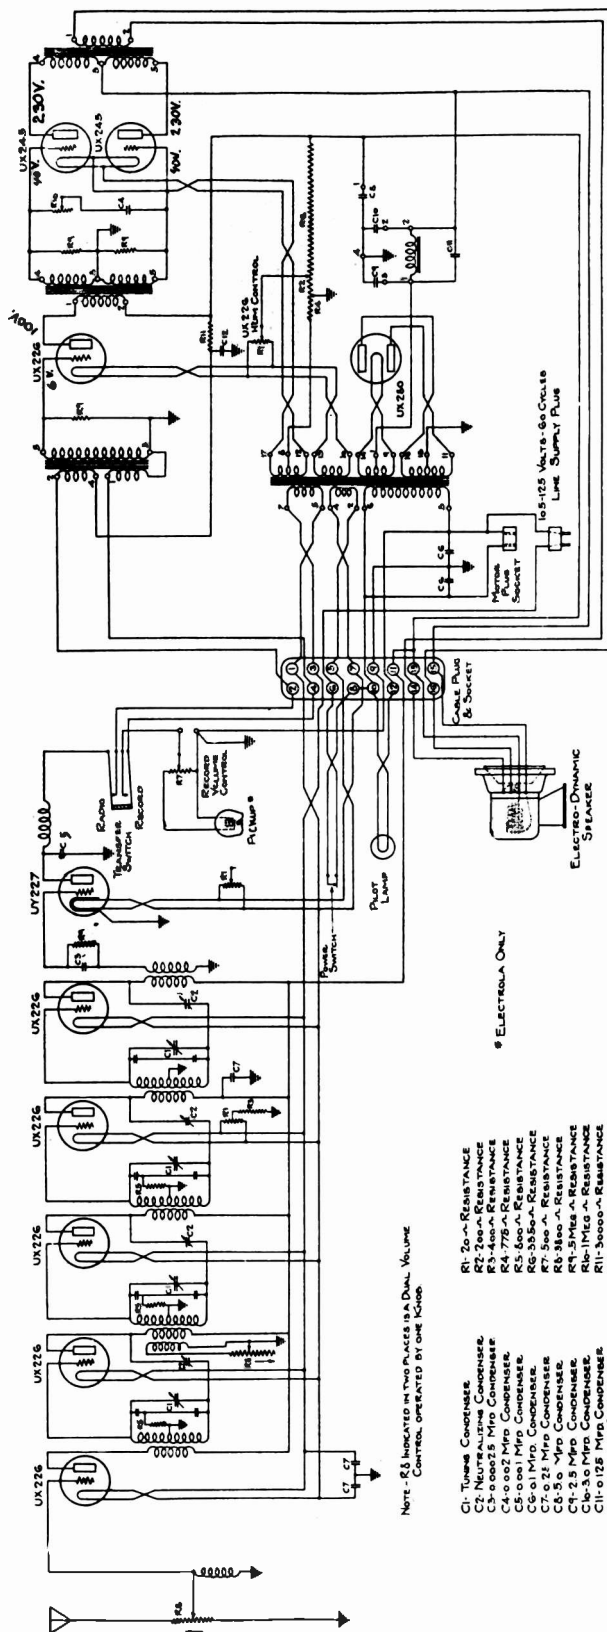 UX226
UX226
UX226
UX226
UX226
UY227
UX226
6 V.
100V.
UX245
UX245
40V.
40V.
230V.
230V.
UX280
UX226
HUM CONTROL
RADIO
TRANSFER
SWITCH
RECORD
RECORD
VOLUME
CONTROL
PICKUP *
POWER
SWITCH
PILOT
LAMP
CABLE PLUG
& SOCKET
MOTOR
PLUG
SOCKET
105-125 VOLTS - 60 CYCLES
LINE SUPPLY PLUG
ELECTRO-DYNAMIC
SPEAKER
* ELECTROLA ONLY
NOTE - R8 INDICATED IN TWO PLACES IS A DUAL VOLUME
CONTROL OPERATED BY ONE KNOB.
C1 - TUNING CONDENSER
C2 - NEUTRALIZING CONDENSER
C3 - 0.00025 MFD CONDENSER
C4 - 0.002 MFD CONDENSER
C5 - 0.001 MFD CONDENSER
C6 - 0.1 MFD. CONDENSER
C7 - 0.25 MFD CONDENSER
C8 - 5.0 MFD CONDENSER
C9 - 2.5 MFD CONDENSER
C10 - 3.0 MFD CONDENSER
C11 - 0.125 MFD. CONDENSER
R1 - 20 ~ RESISTANCE
R2 - 200 ~ RESISTANCE
R3 - 400 ~ RESISTANCE
R4 - 775 ~ RESISTANCE
R5 - 800 ~ RESISTANCE
R6 - 3550 ~ RESISTANCE
R7 - 500 ~ RESISTANCE
R8 - 3800 ~ RESISTANCE
R9 - .5 MEG ~ RESISTANCE
R10 - 1 MEG ~ RESISTANCE
R11 - 30000 ~ RESISTANCE